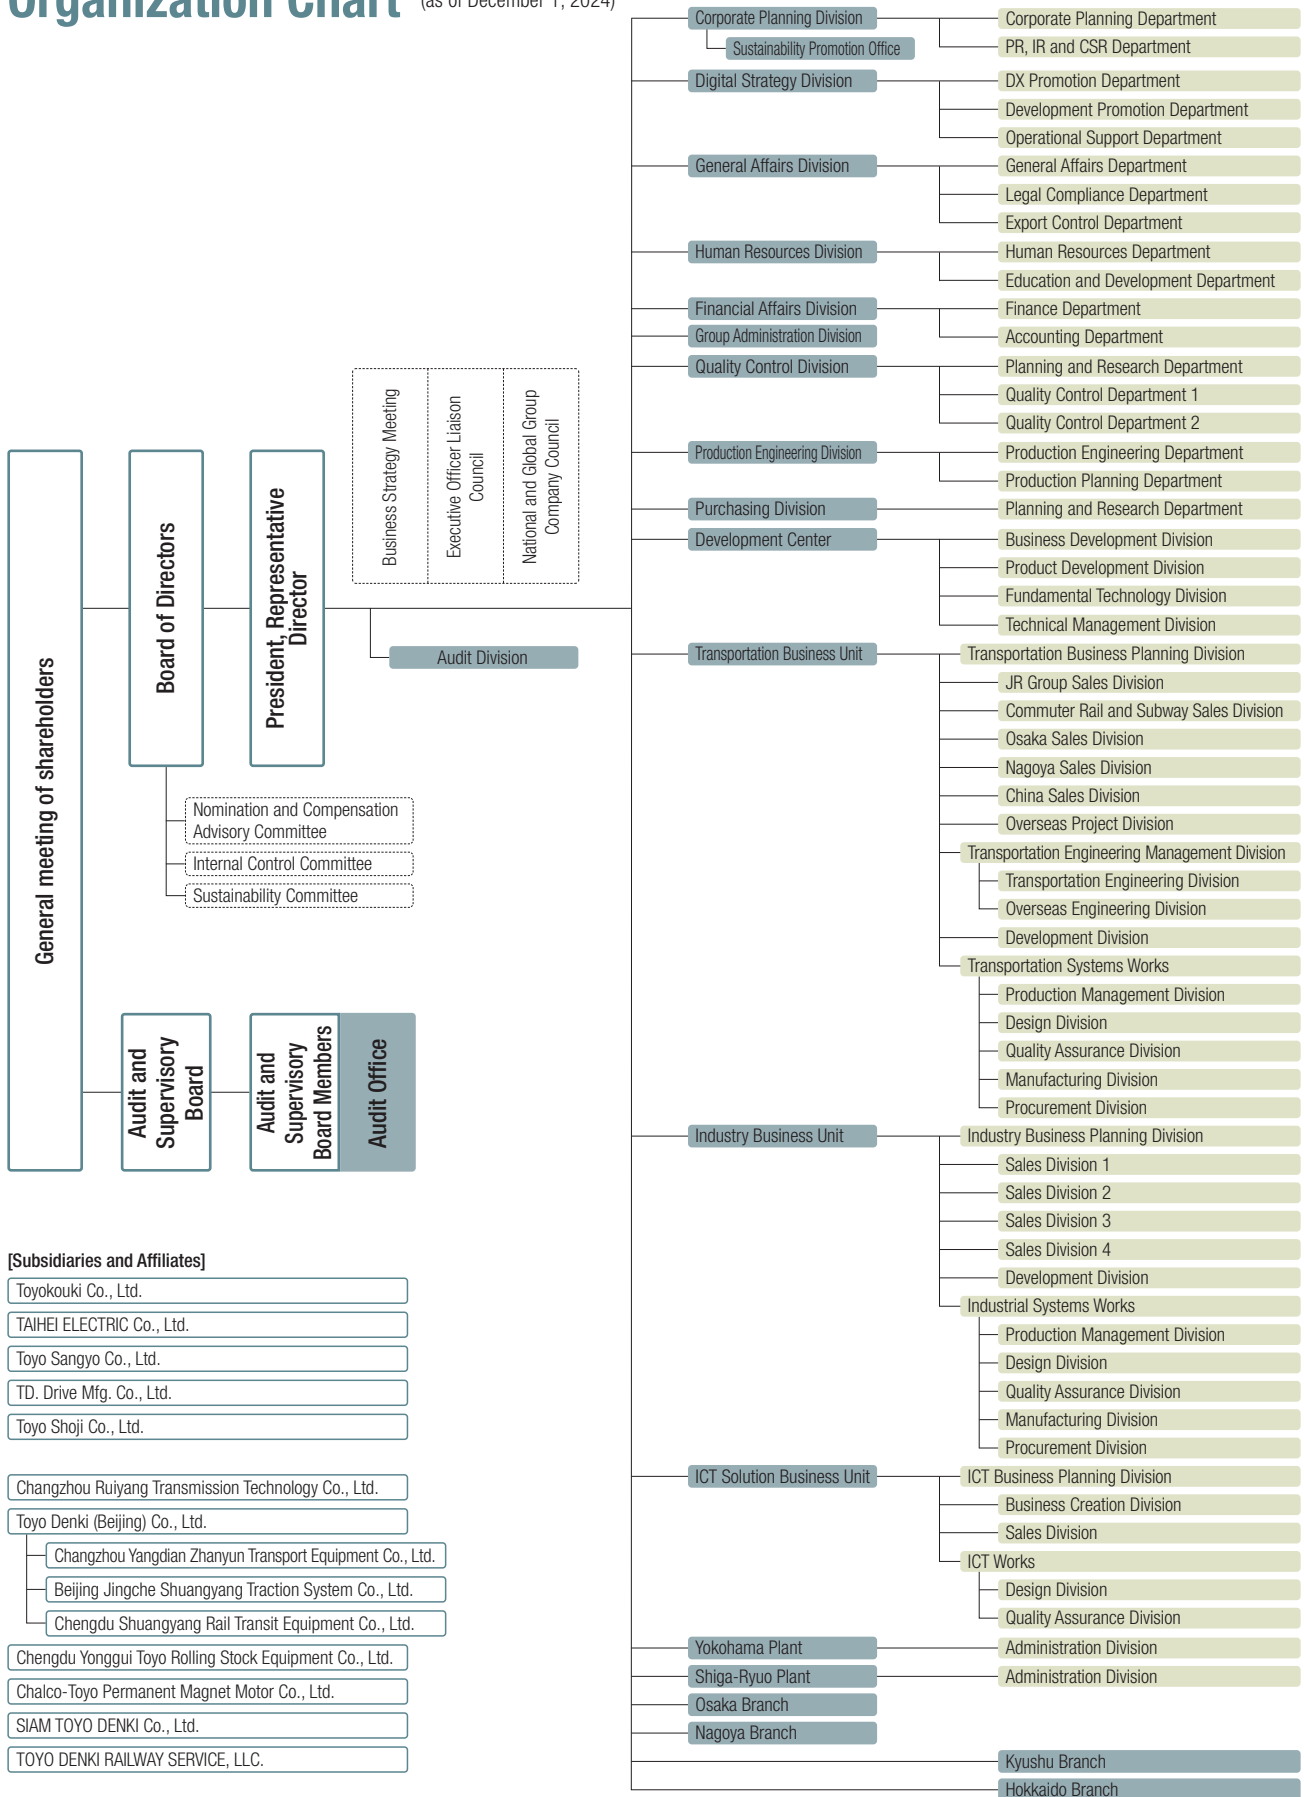 Organization Chart (as of December 1, 2024)
General meeting of shareholders
Board of Directors
President, Representative
Director
Business Strategy Meeting
Executive Officer Liaison
Council
National and Global Group
Company Council
Audit Division
Nomination and Compensation
Advisory Committee
Internal Control Committee
Sustainability Committee
Audit and
Supervisory
Board
Audit and
Supervisory
Board Members
Audit Office
Corporate Planning Division
Sustainability Promotion Office
Corporate Planning Department
PR, IR and CSR Department
Digital Strategy Division
DX Promotion Department
Development Promotion Department
Operational Support Department
General Affairs Division
General Affairs Department
Legal Compliance Department
Export Control Department
Human Resources Division
Human Resources Department
Education and Development Department
Financial Affairs Division
Finance Department
Accounting Department
Group Administration Division
Quality Control Division
Planning and Research Department
Quality Control Department 1
Quality Control Department 2
Production Engineering Division
Production Engineering Department
Production Planning Department
Purchasing Division
Planning and Research Department
Development Center
Business Development Division
Product Development Division
Fundamental Technology Division
Technical Management Division
Transportation Business Unit
Transportation Business Planning Division
JR Group Sales Division
Commuter Rail and Subway Sales Division
Osaka Sales Division
Nagoya Sales Division
China Sales Division
Overseas Project Division
Transportation Engineering Management Division
Transportation Engineering Division
Overseas Engineering Division
Development Division
Transportation Systems Works
Production Management Division
Design Division
Quality Assurance Division
Manufacturing Division
Procurement Division
Industry Business Unit
Industry Business Planning Division
Sales Division 1
Sales Division 2
Sales Division 3
Sales Division 4
Development Division
Industrial Systems Works
Production Management Division
Design Division
Quality Assurance Division
Manufacturing Division
Procurement Division
ICT Solution Business Unit
ICT Business Planning Division
Business Creation Division
Sales Division
ICT Works
Design Division
Quality Assurance Division
Yokohama Plant
Administration Division
Shiga-Ryuo Plant
Administration Division
Osaka Branch
Nagoya Branch
Kyushu Branch
Hokkaido Branch
[Subsidiaries and Affiliates]
Toyokouki Co., Ltd.
TAIHEI ELECTRIC Co., Ltd.
Toyo Sangyo Co., Ltd.
TD. Drive Mfg. Co., Ltd.
Toyo Shoji Co., Ltd.
Changzhou Ruiyang Transmission Technology Co., Ltd.
Toyo Denki (Beijing) Co., Ltd.
Changzhou Yangdian Zhanyun Transport Equipment Co., Ltd.
Beijing Jingche Shuangyang Traction System Co., Ltd.
Chengdu Shuangyang Rail Transit Equipment Co., Ltd.
Chengdu Yonggui Toyo Rolling Stock Equipment Co., Ltd.
Chalco-Toyo Permanent Magnet Motor Co., Ltd.
SIAM TOYO DENKI Co., Ltd.
TOYO DENKI RAILWAY SERVICE, LLC.